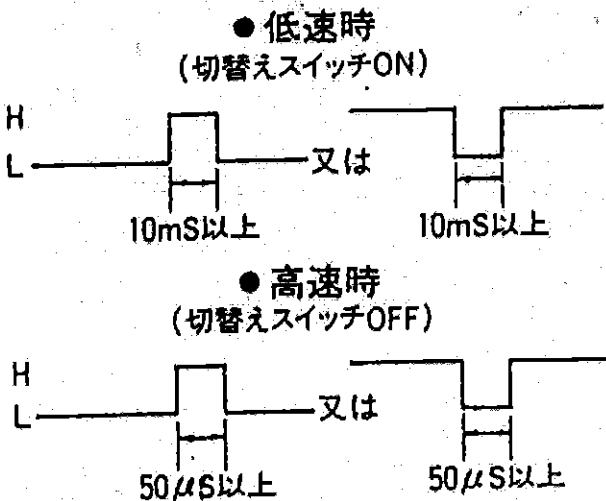 ● 低速時
(切替えスイッチON)
H
L 又は
10mS以上 10mS以上
● 高速時
(切替えスイッチOFF)
H
L 又は
50μS以上 50μS以上